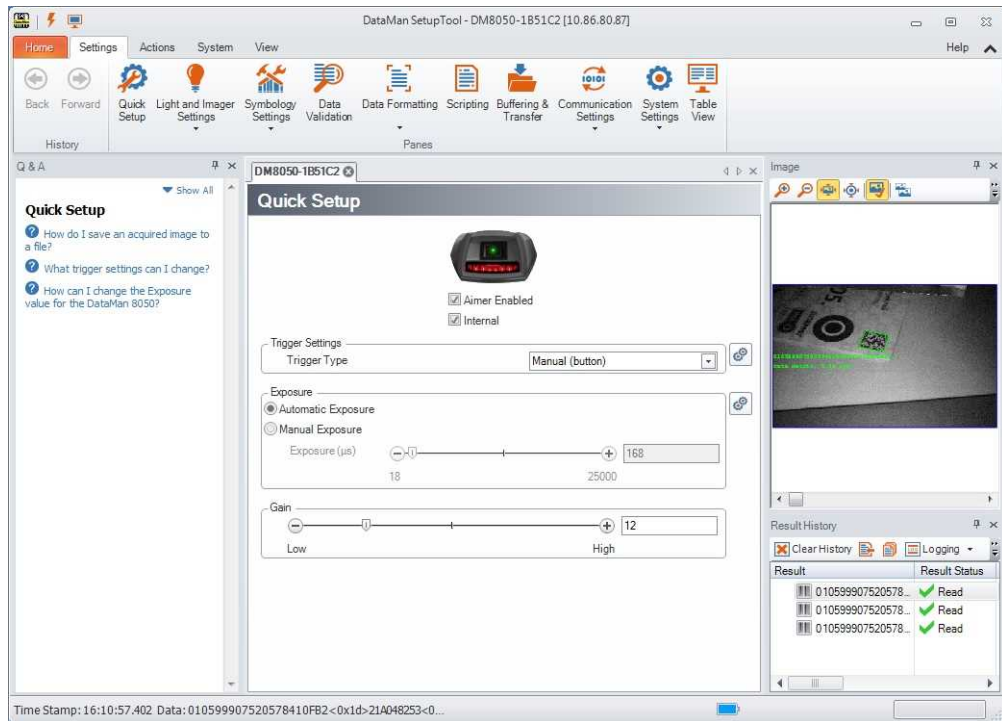 DataMan SetupTool - DM8050-1B51C2 [10.86.80.87]
Home Settings Actions System View Help
Back Forward Quick Setup Light and Imager Settings Symbology Settings Data Validation Data Formatting Scripting Buffering & Transfer Communication Settings System Settings Table View
History Panes
Q & A
Show All
Quick Setup
How do I save an acquired image to
a file?
What trigger settings can I change?
How can I change the Exposure
value for the DataMan 8050?
DM8050-1B51C2
Quick Setup
Aimer Enabled
Internal
Trigger Settings
Trigger Type Manual (button)
Exposure
Automatic Exposure
Manual Exposure
Exposure (µs) 168
18 25000
Gain
12
Low High
Image
Result History
Clear History Logging
Result Result Status
010599907520578... Read
010599907520578... Read
010599907520578... Read
Time Stamp: 16:10:57.402 Data: 010599907520578410FB2<0x1d>21A048253<0...